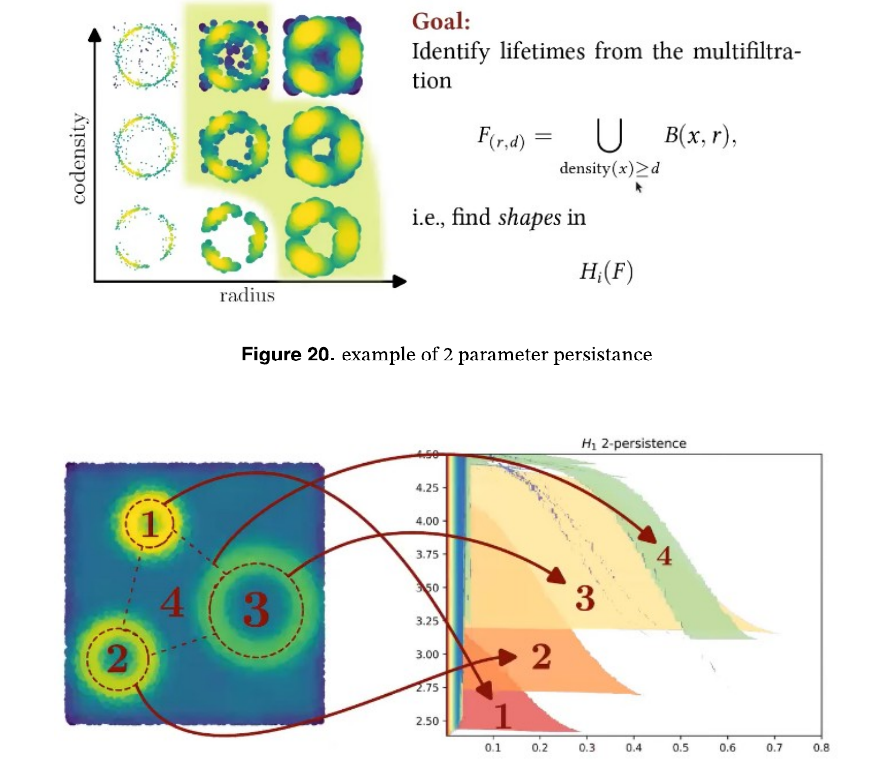 codensity
radius
Goal:
Identify lifetimes from the multifiltra-
tion
F(r,d) = ⋃ B(x, r),
density(x)≥d
i.e., find shapes in
Hi(F)
Figure 20. example of 2 parameter persistance
1
4
3
2
H1 2-persistence
4.50
4.25
4.00
3.75
3.50
3.25
3.00
2.75
2.50
4
3
2
1
0.1 0.2 0.3 0.4 0.5 0.6 0.7 0.8